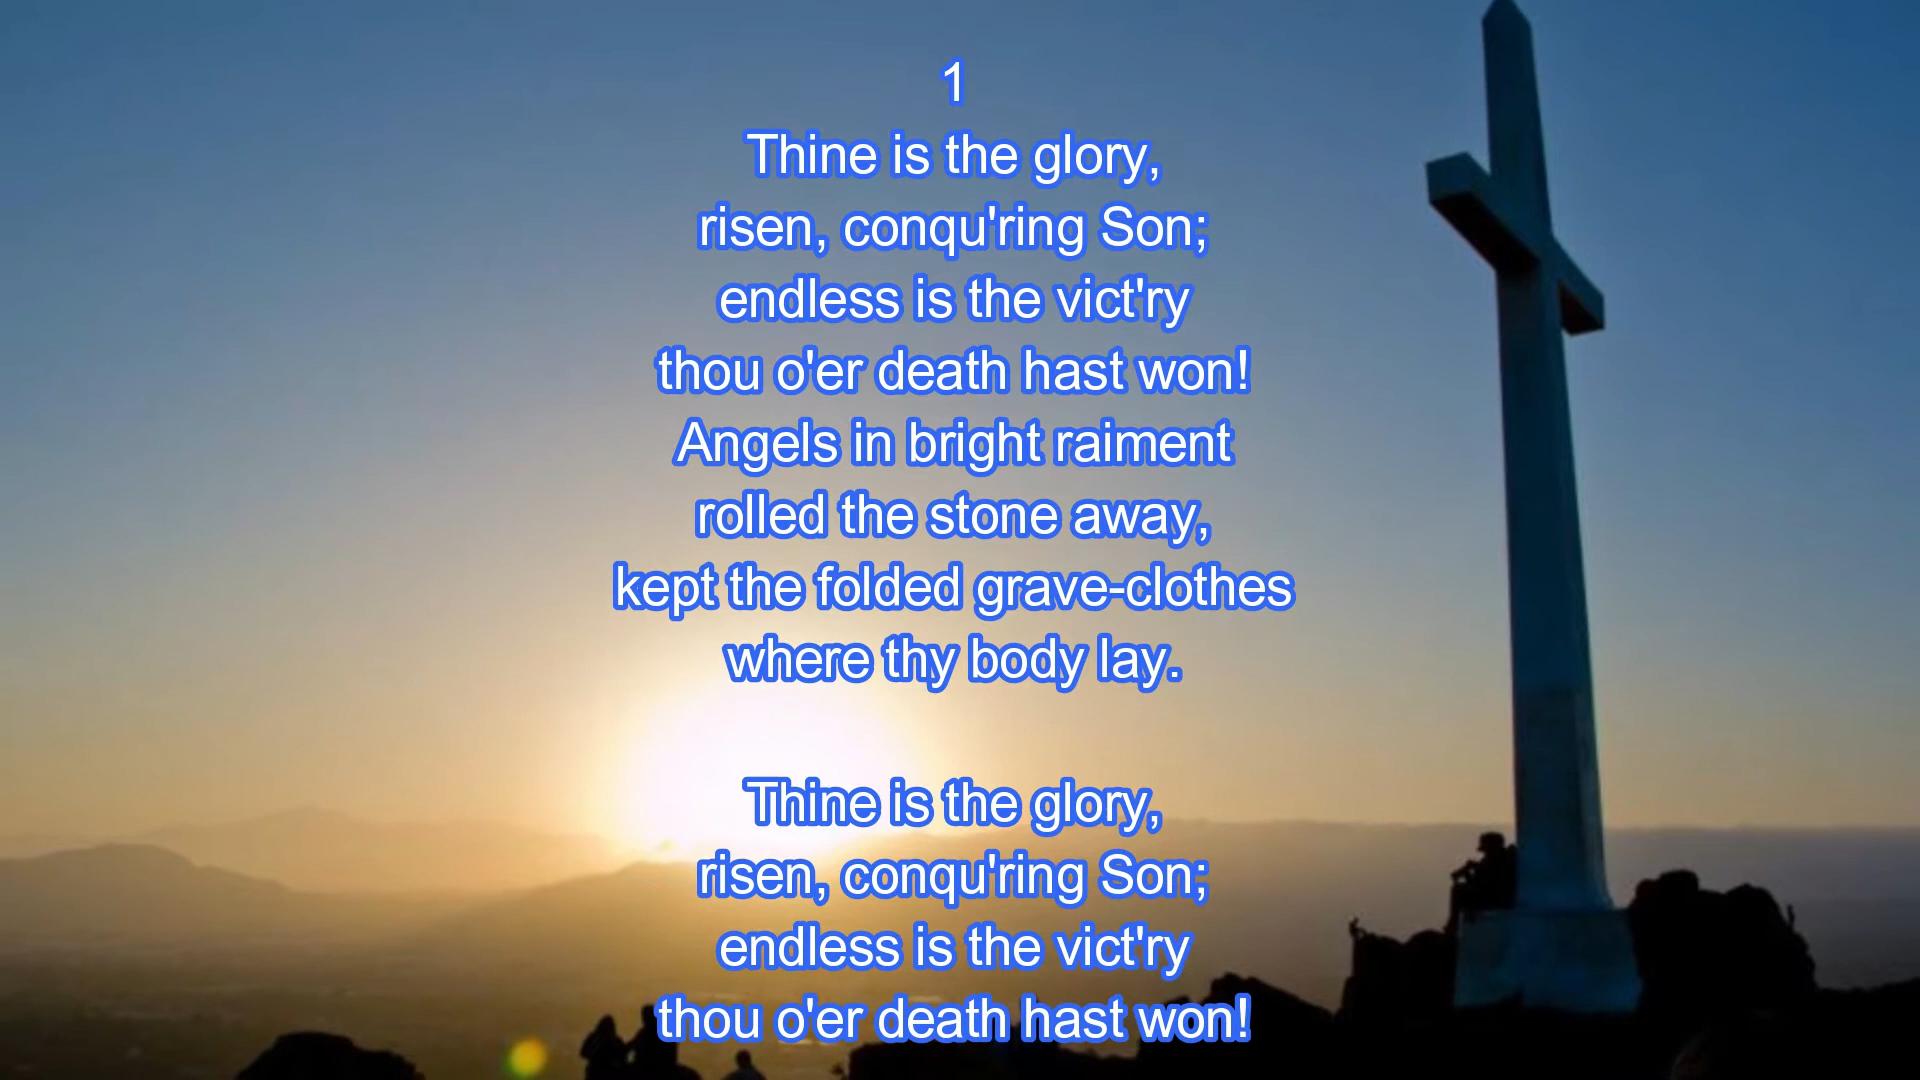 1
Thine is the glory,
risen, conqu'ring Son;
endless is the vict'ry
thou o'er death hast won!
Angels in bright raiment
rolled the stone away,
kept the folded grave-clothes
where thy body lay.
Thine is the glory,
risen, conqu'ring Son;
endless is the vict'ry
thou o'er death hast won!